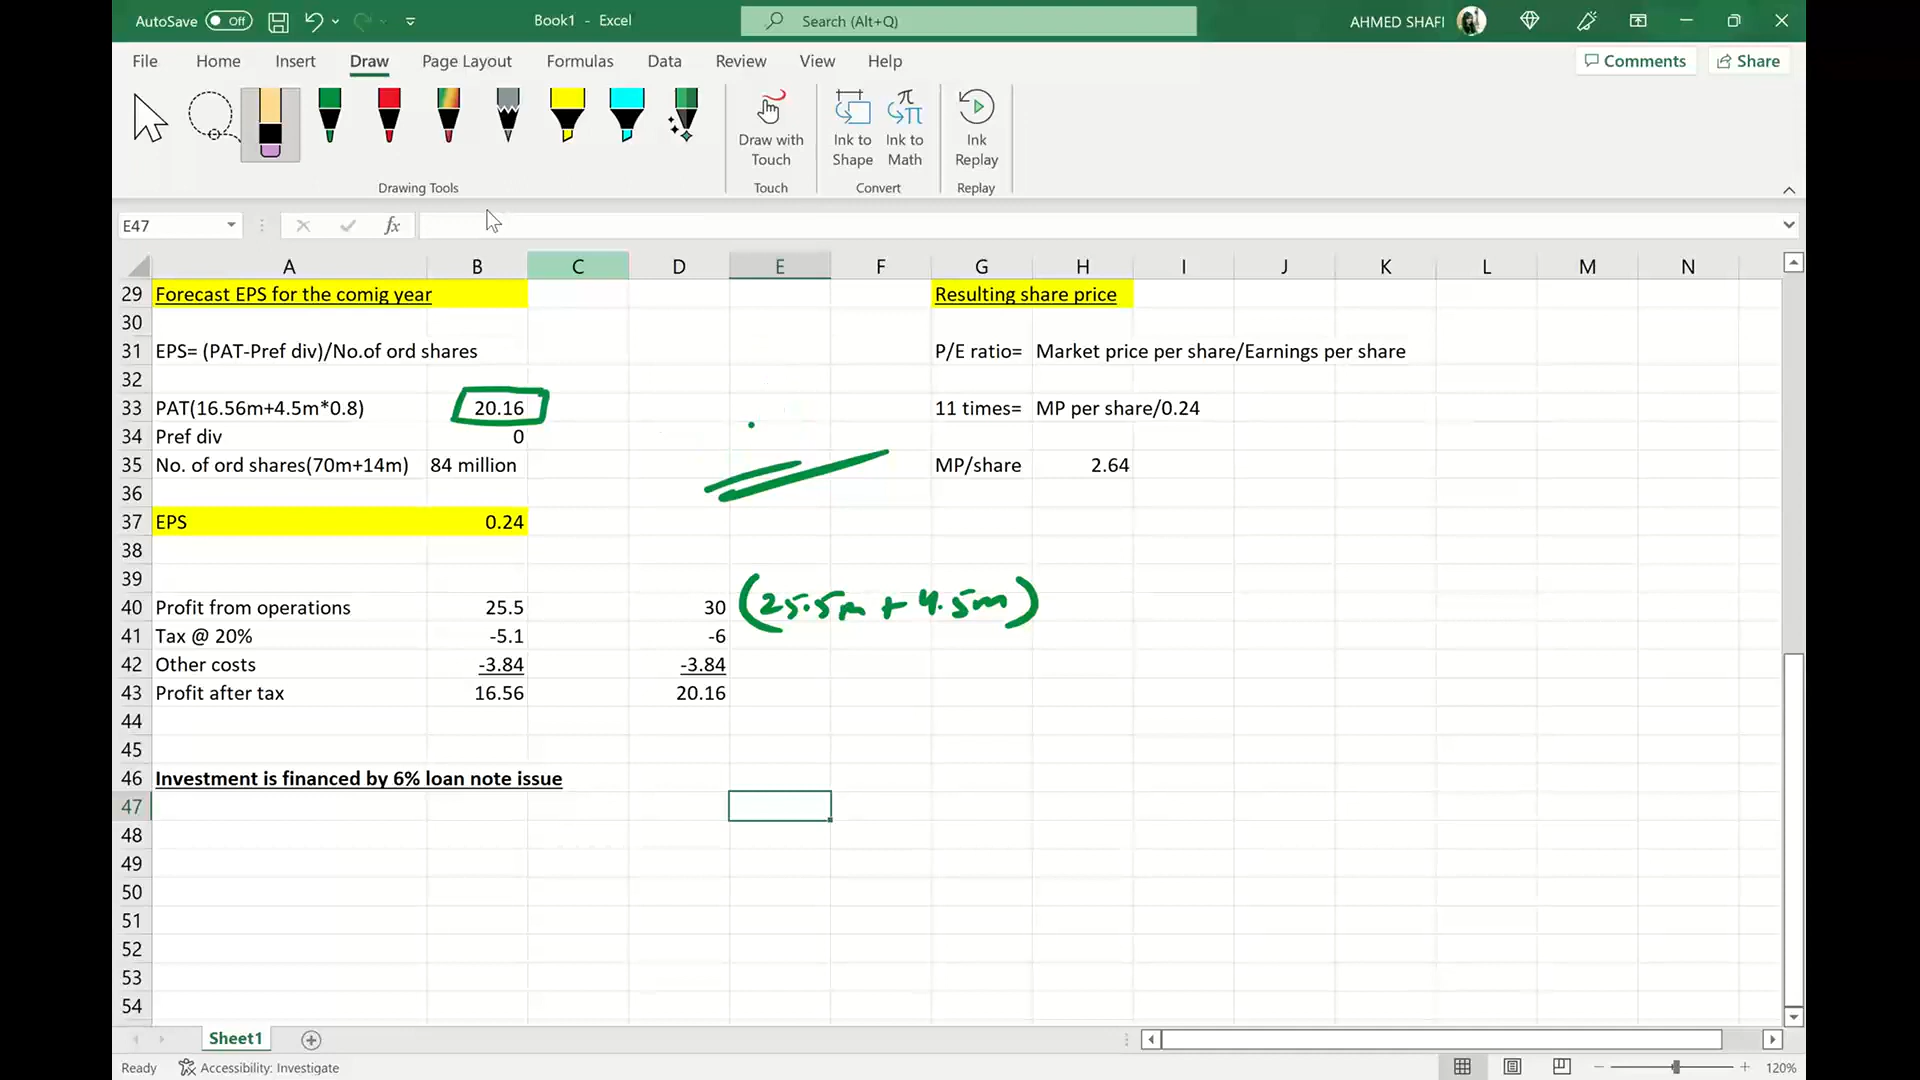 AutoSave Off Book1 - Excel Search (Alt+Q) AHMED SHAFI
File Home Insert Draw Page Layout Formulas Data Review View Help Comments Share
Draw with Touch
Ink to Shape
Ink to Math
Ink Replay
Drawing Tools Touch Convert Replay
E47 fx
A B C D E F G H I J K L M N
29 Forecast EPS for the comig year Resulting share price
30
31 EPS= (PAT-Pref div)/No.of ord shares P/E ratio= Market price per share/Earnings per share
32
33 PAT(16.56m+4.5m*0.8) 20.16 11 times= MP per share/0.24
34 Pref div 0
35 No. of ord shares(70m+14m) 84 million MP/share 2.64
36
37 EPS 0.24
38
39
40 Profit from operations 25.5 30 (25.5m + 4.5m)
41 Tax @ 20% -5.1 -6
42 Other costs -3.84 -3.84
43 Profit after tax 16.56 20.16
44
45
46 Investment is financed by 6% loan note issue
47
48
49
50
51
52
53
54
Sheet1
Ready Accessibility: Investigate 120%